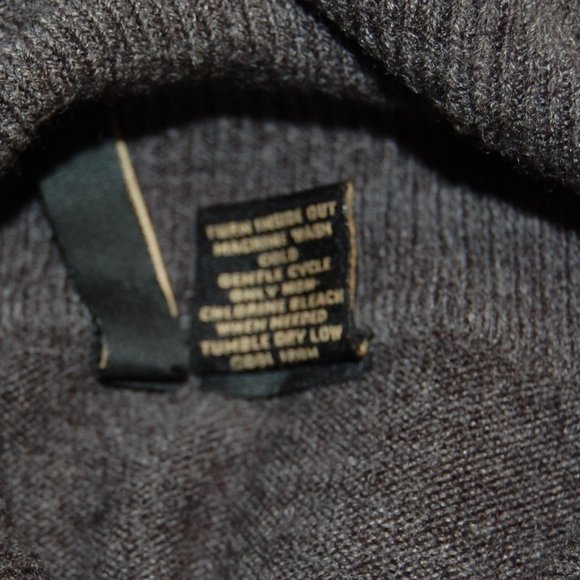 TURN INSIDE OUT
MACHINE WASH
COLD
GENTLE CYCLE
ONLY NON-
CHLORINE BLEACH
WHEN NEEDED
TUMBLE DRY LOW
COOL IRON